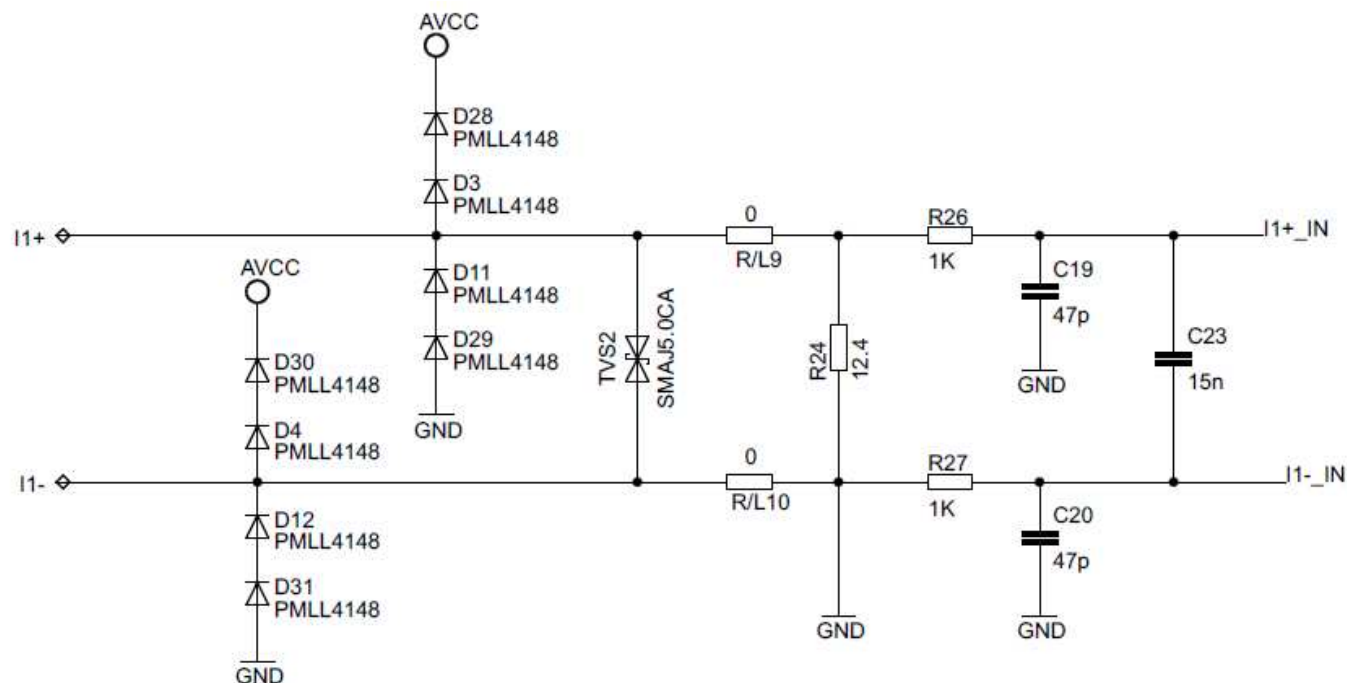 AVCC
D28
PMLL4148
D3
PMLL4148
I1+
0
R/L9
R26
1K
I1+_IN
AVCC
D11
PMLL4148
D29
PMLL4148
GND
TVS2
SMAJ5.0CA
R24
12.4
C19
47p
GND
C23
15n
D30
PMLL4148
D4
PMLL4148
I1-
0
R/L10
R27
1K
I1-_IN
D12
PMLL4148
D31
PMLL4148
GND
C20
47p
GND
GND